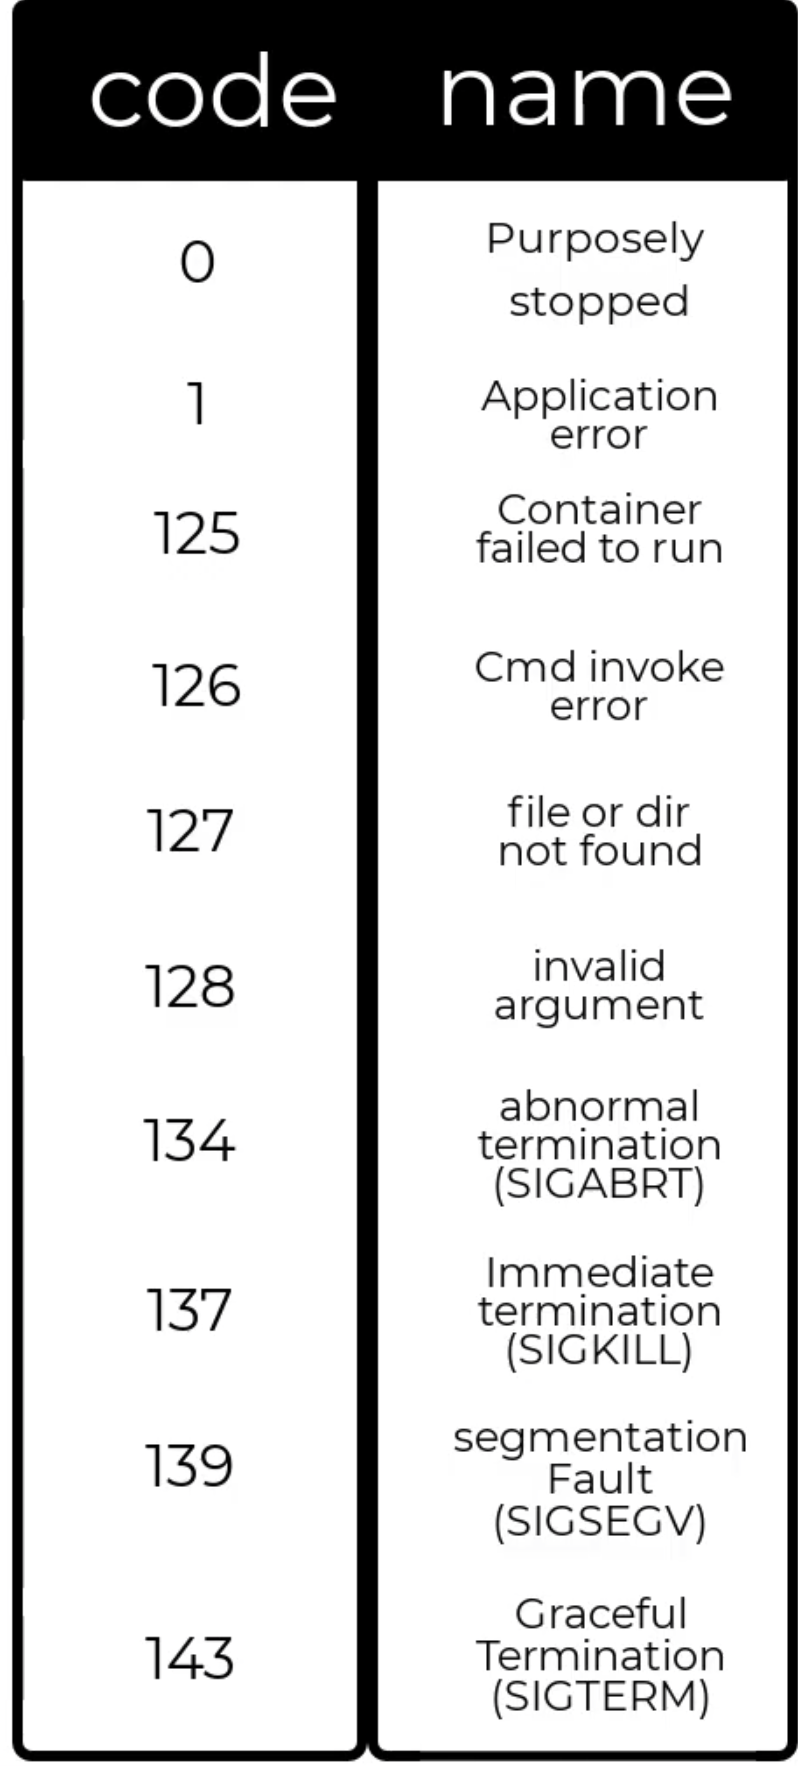 code name
0 Purposely
stopped
1 Application
error
125 Container
failed to run
126 Cmd invoke
error
127 file or dir
not found
128 invalid
argument
134 abnormal
termination
(SIGABRT)
137 Immediate
termination
(SIGKILL)
139 segmentation
Fault
(SIGSEGV)
143 Graceful
Termination
(SIGTERM)